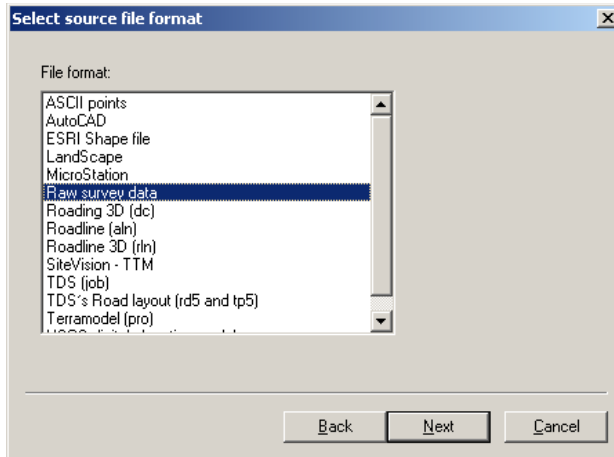 Select source file format
File format:
ASCII points
AutoCAD
ESRI Shape file
LandScape
MicroStation
Raw survey data
Roading 3D (dc)
Roadline (aln)
Roadline 3D (rln)
SiteVision - TTM
TDS (job)
TDS's Road layout (rd5 and tp5)
Terramodel (pro)
Back Next Cancel